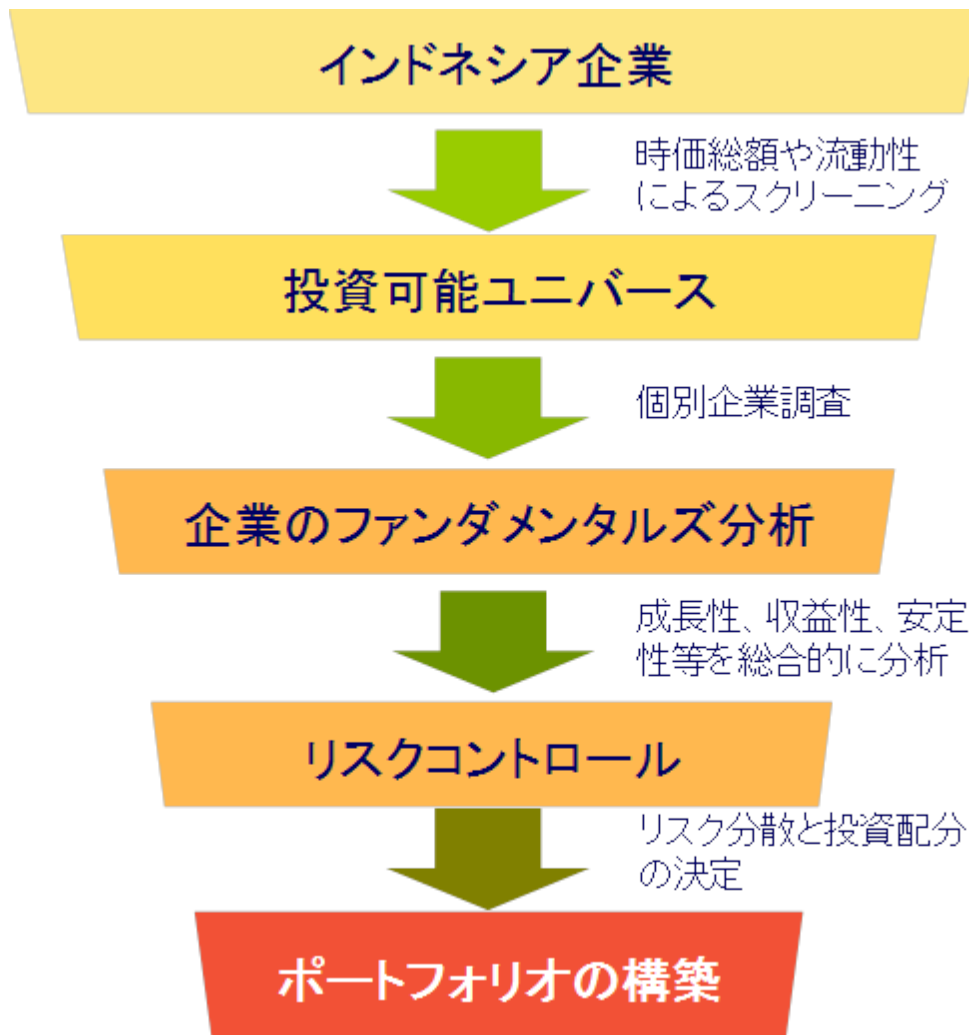 インドネシア企業
時価総額や流動性
によるスクリーニング
投資可能ユニバース
個別企業調査
企業のファンダメンタルズ分析
成長性、収益性、安定
性等を総合的に分析
リスクコントロール
リスク分散と投資配分
の決定
ポートフォリオの構築